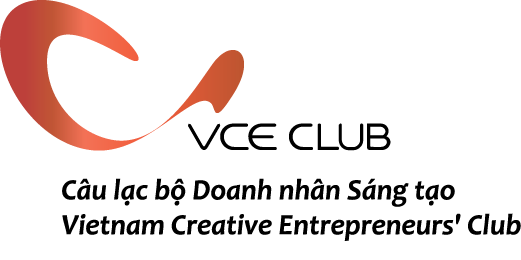 VCE CLUB
Câu lạc bộ Doanh nhân Sáng tạo
Vietnam Creative Entrepreneurs' Club